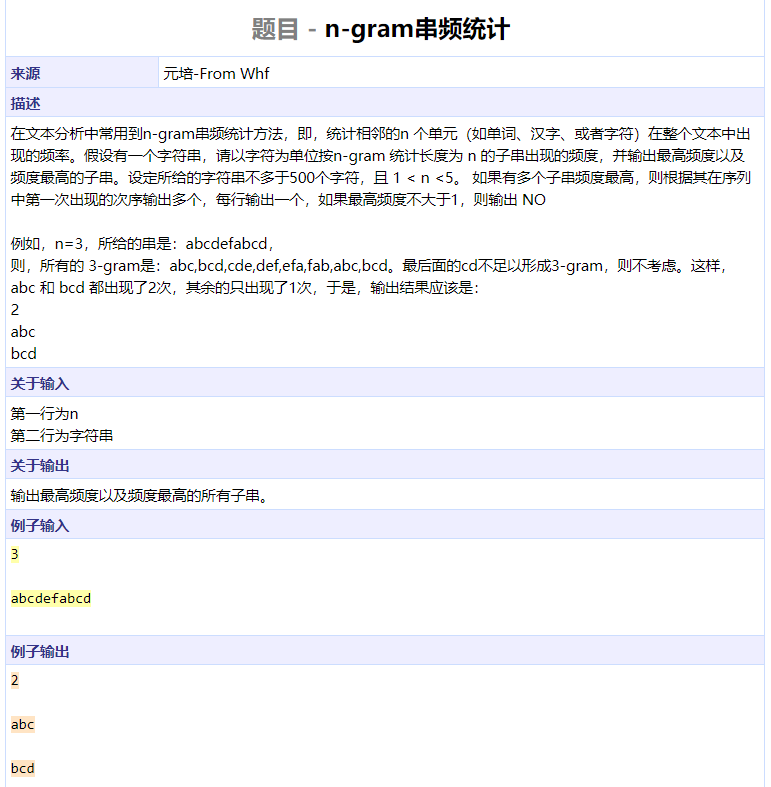 题目 - n-gram串频统计
来源 元培-From Whf
描述
在文本分析中常用到n-gram串频统计方法，即，统计相邻的n 个单元（如单词、汉字、或者字符）在整个文本中出
现的频率。假设有一个字符串，请以字符为单位按n-gram 统计长度为 n 的子串出现的频度，并输出最高频度以及
频度最高的子串。设定所给的字符串不多于500个字符，且 1 < n <5。 如果有多个子串频度最高，则根据其在序列
中第一次出现的次序输出多个，每行输出一个，如果最高频度不大于1，则输出 NO
例如，n=3，所给的串是：abcdefabcd，
则，所有的 3-gram是：abc,bcd,cde,def,efa,fab,abc,bcd。最后面的cd不足以形成3-gram，则不考虑。这样，
abc 和 bcd 都出现了2次，其余的只出现了1次，于是，输出结果应该是：
2
abc
bcd
关于输入
第一行为n
第二行为字符串
关于输出
输出最高频度以及频度最高的所有子串。
例子输入
3
abcdefabcd
例子输出
2
abc
bcd